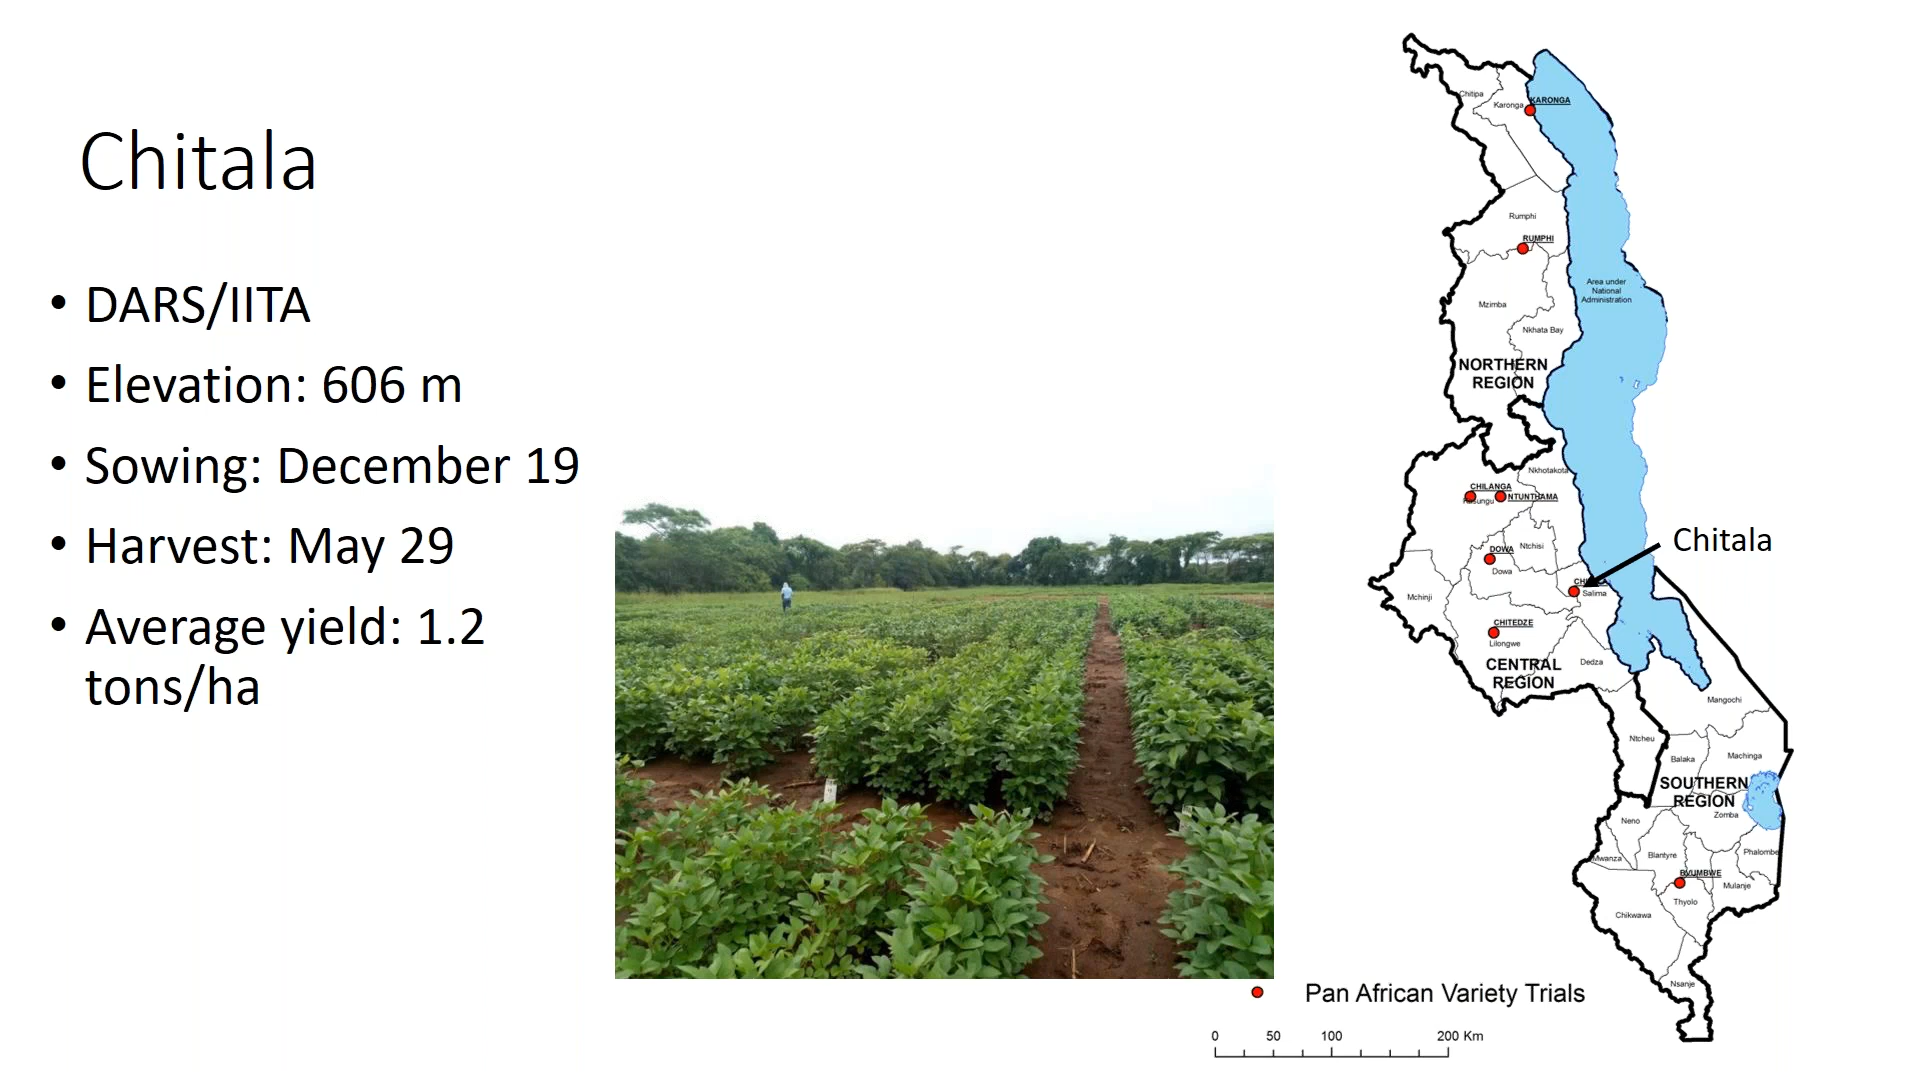 Chitala
• DARS/IITA
• Elevation: 606 m
• Sowing: December 19
• Harvest: May 29
• Average yield: 1.2
tons/ha
Chitipa
Karonga
KARONGA
Rumphi
RUMPHI
Area under
National
Administration
Mzimba
Nkhata Bay
NORTHERN
REGION
Nkhotakota
CHILANGA
NTUNTHAMA
Chitala
Ntchisi
DOWA
Dowa
Salima
Mchinji
CHITEDZE
Lilongwe
Dedza
CENTRAL
REGION
Mangochi
Ntcheu
Balaka
Machinga
SOUTHERN
REGION
Zomba
Neno
Mwanza
Blantyre
Phalombe
BVUMBWE
Mulanje
Thyolo
Chikwawa
Nsanje
Pan African Variety Trials
0 50 100 200 Km